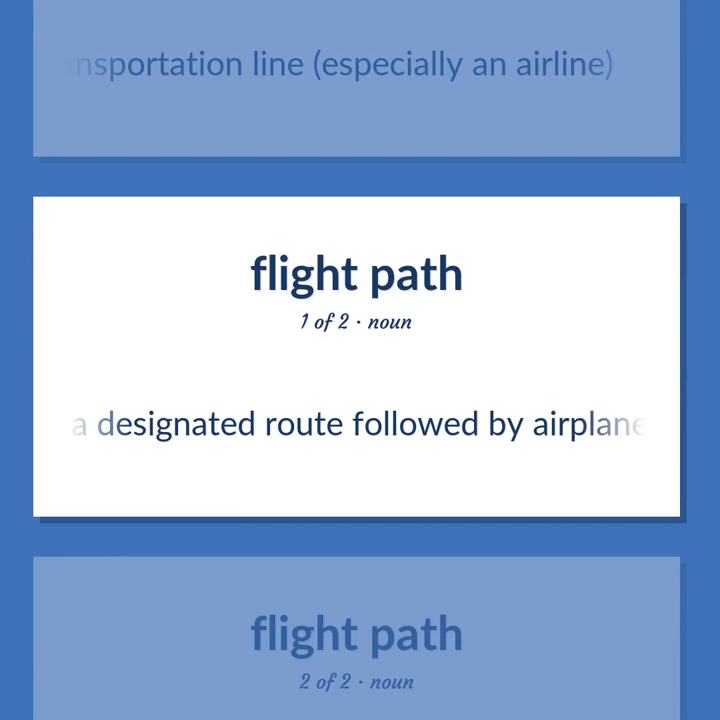 nsportation line (especially an airline)
flight path
1 of 2 · noun
a designated route followed by airplane
flight path
2 of 2 · noun